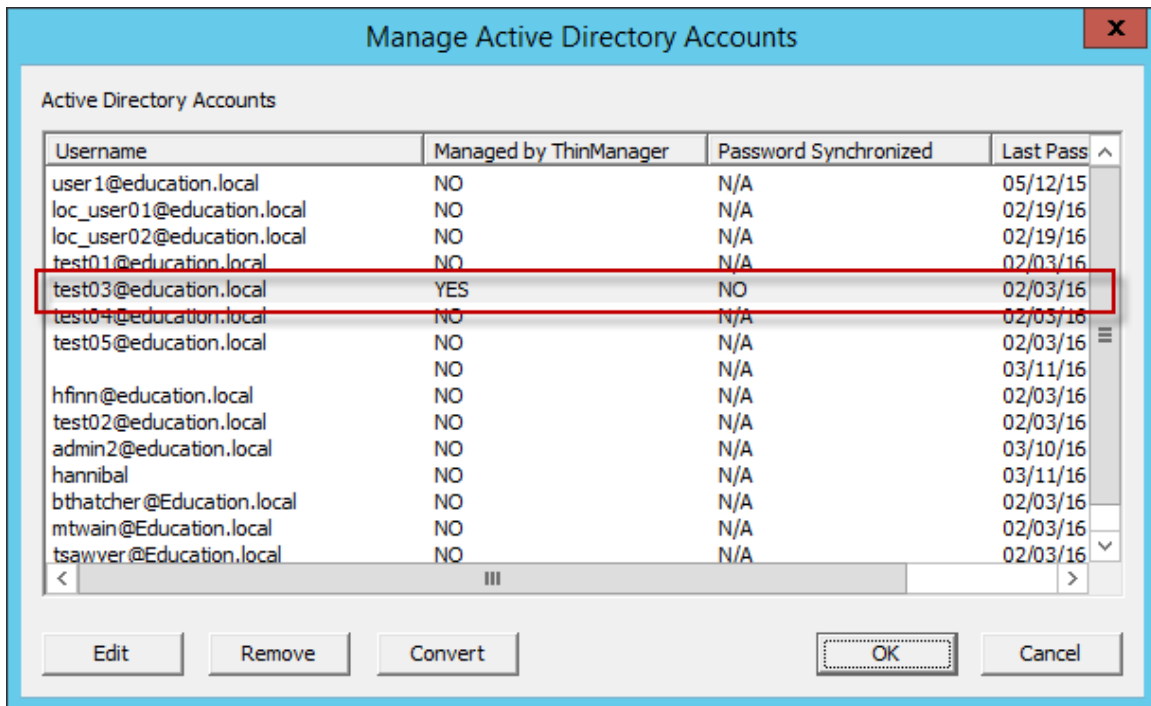 Manage Active Directory Accounts
x
Active Directory Accounts
Username Managed by ThinManager Password Synchronized Last Pass
user1@education.local NO N/A 05/12/15
loc_user01@education.local NO N/A 02/19/16
loc_user02@education.local NO N/A 02/19/16
test01@education.local NO N/A 02/03/16
test03@education.local YES NO 02/03/16
test04@education.local NO N/A 02/03/16
test05@education.local NO N/A 02/03/16
NO N/A 03/11/16
hfinn@education.local NO N/A 02/03/16
test02@education.local NO N/A 02/03/16
admin2@education.local NO N/A 03/10/16
hannibal NO N/A 03/11/16
bthatcher@Education.local NO N/A 02/03/16
mtwain@Education.local NO N/A 02/03/16
tsawyer@Education.local NO N/A 02/03/16
Edit Remove Convert OK Cancel